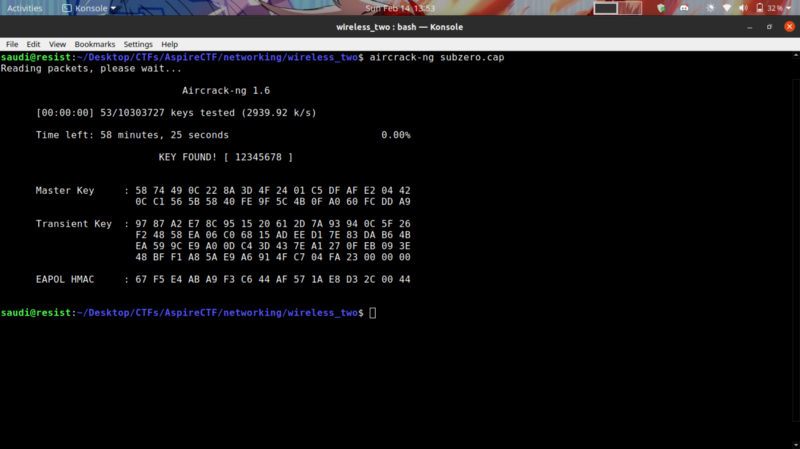 Activities Konsole Sun Feb 14, 13:53 32%
wireless_two : bash — Konsole
File Edit View Bookmarks Settings Help
saudi@resist:~/Desktop/CTFs/AspireCTF/networking/wireless_two$ aircrack-ng subzero.cap
Reading packets, please wait...
Aircrack-ng 1.6
[00:00:00] 53/10303727 keys tested (2939.92 k/s)
Time left: 58 minutes, 25 seconds 0.00%
KEY FOUND! [ 12345678 ]
Master Key : 58 74 49 0C 22 8A 3D 4F 24 01 C5 DF AF E2 04 42
0C C1 56 5B 58 40 FE 9F 5C 4B 0F A0 60 FC DD A9
Transient Key : 97 87 A2 E7 8C 95 15 20 61 2D 7A 93 94 0C 5F 26
F2 48 58 EA 06 C0 68 15 AD EE D1 7E 83 DA B6 4B
EA 59 9C E9 A0 0D C4 3D 43 7E A1 27 0F EB 09 3E
48 BF F1 A8 5A E9 A6 91 4F C7 04 FA 23 00 00 00
EAPOL HMAC : 67 F5 E4 AB A9 F3 C6 44 AF 57 1A E8 D3 2C 00 44
saudi@resist:~/Desktop/CTFs/AspireCTF/networking/wireless_two$